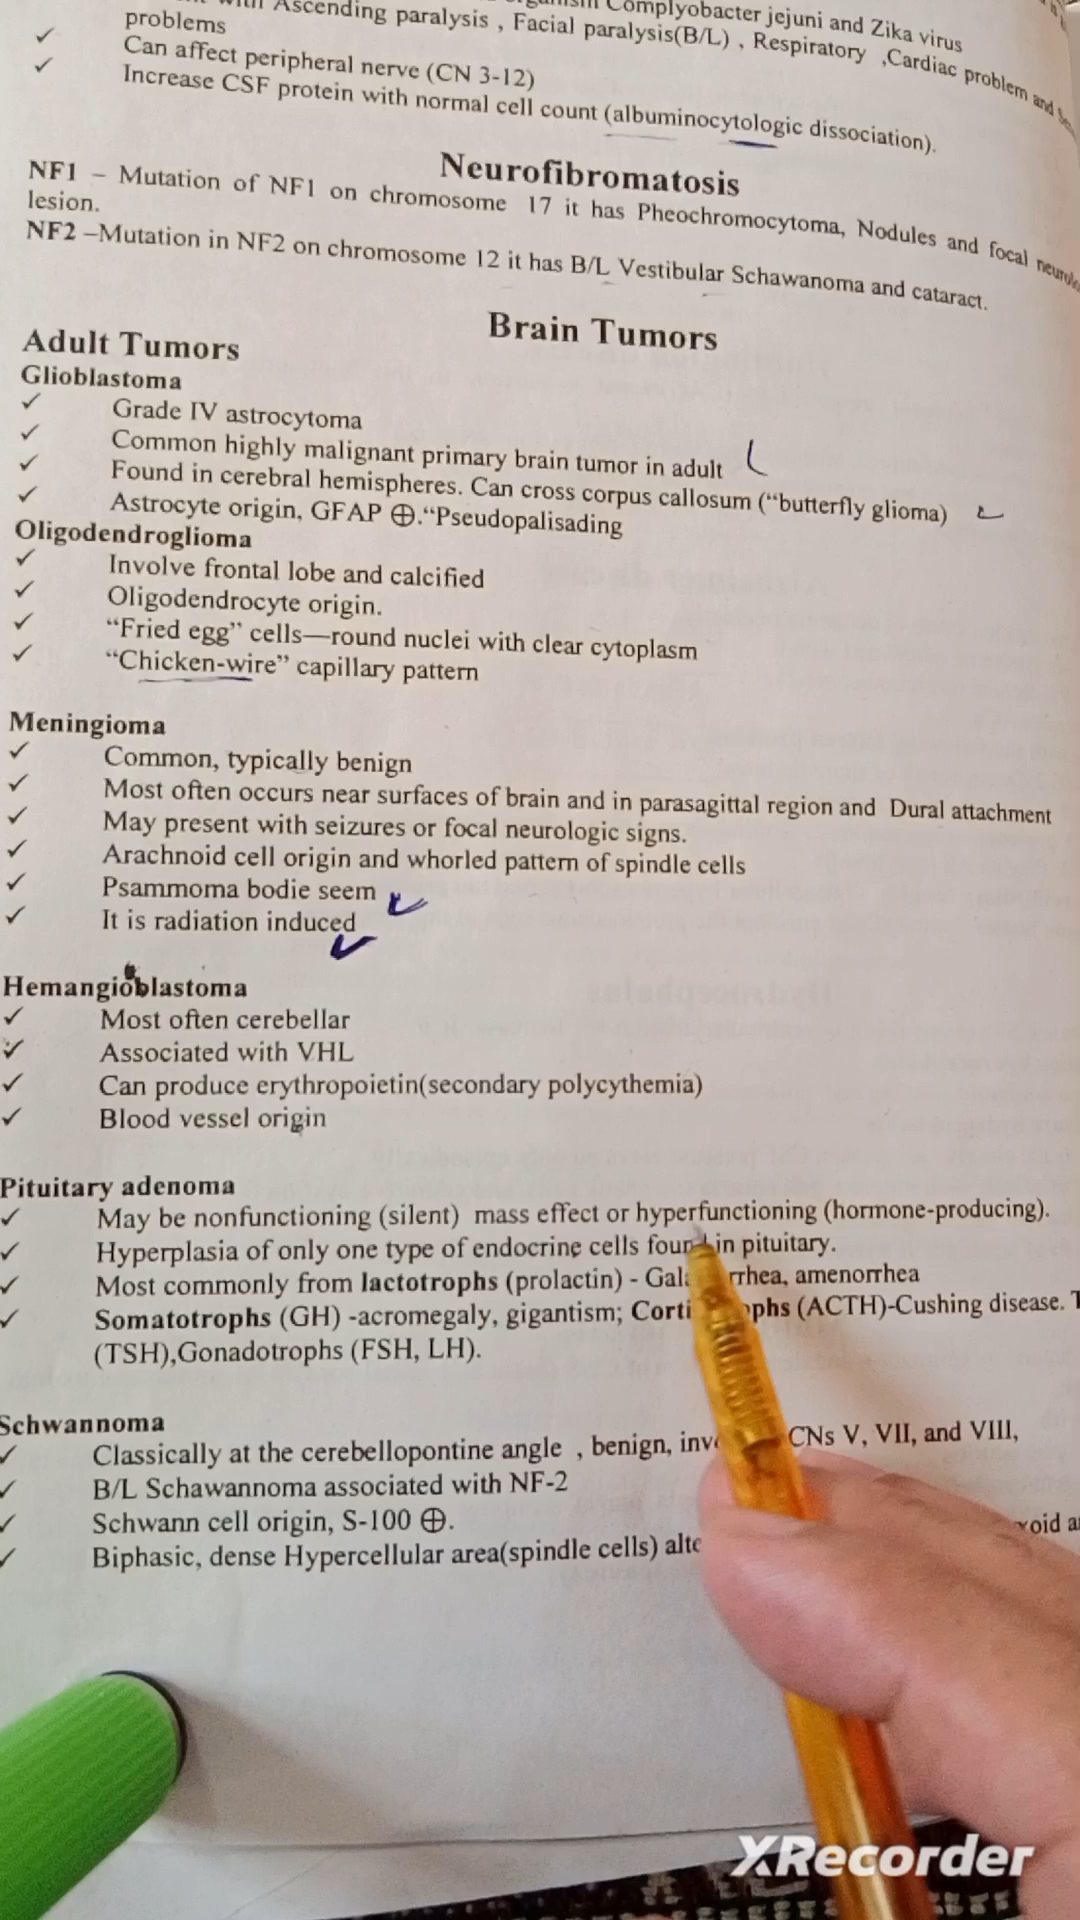 Ascending paralysis , Facial paralysis(B/L) , Respiratory ,Cardiac problem and
Complyobacter jejuni and Zika virus
problems
✓ Can affect peripheral nerve (CN 3-12)
✓ Increase CSF protein with normal cell count (albuminocytologic dissociation).
Neurofibromatosis
NF1 – Mutation of NF1 on chromosome 17 it has Pheochromocytoma, Nodules and focal
lesion.
NF2 –Mutation in NF2 on chromosome 12 it has B/L Vestibular Schawanoma and cataract.
Brain Tumors
Adult Tumors
Glioblastoma
✓ Grade IV astrocytoma
✓ Common highly malignant primary brain tumor in adult
✓ Found in cerebral hemispheres. Can cross corpus callosum (“butterfly glioma)
✓ Astrocyte origin, GFAP ⊕.“Pseudopalisading
Oligodendroglioma
✓ Involve frontal lobe and calcified
✓ Oligodendrocyte origin.
✓ “Fried egg” cells—round nuclei with clear cytoplasm
✓ “Chicken-wire” capillary pattern
Meningioma
✓ Common, typically benign
✓ Most often occurs near surfaces of brain and in parasagittal region and Dural attachment
✓ May present with seizures or focal neurologic signs.
✓ Arachnoid cell origin and whorled pattern of spindle cells
✓ Psammoma bodie seem
✓ It is radiation induced
Hemangioblastoma
✓ Most often cerebellar
✓ Associated with VHL
✓ Can produce erythropoietin(secondary polycythemia)
✓ Blood vessel origin
Pituitary adenoma
✓ May be nonfunctioning (silent) mass effect or hyperfunctioning (hormone-producing).
✓ Hyperplasia of only one type of endocrine cells found in pituitary.
✓ Most commonly from lactotrophs (prolactin) - amenorrhea
✓ Somatotrophs (GH) -acromegaly, gigantism; (ACTH)-Cushing disease.
(TSH),Gonadotrophs (FSH, LH).
Schwannoma
✓ Classically at the cerebellopontine angle , benign, CNs V, VII, and VIII,
✓ B/L Schawannoma associated with NF-2
✓ Schwann cell origin, S-100 ⊕.
✓ Biphasic, dense Hypercellular area(spindle cells)
XRecorder